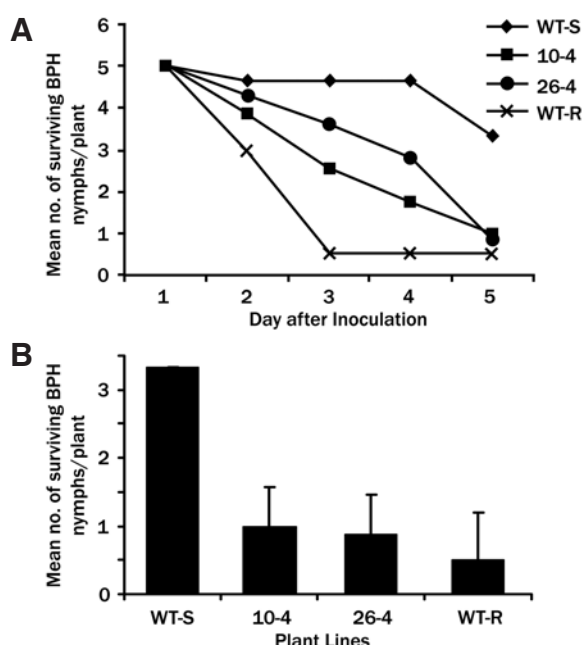 A
Mean no. of surviving BPH
nymphs/plant
6
5
4
3
2
1
0
WT-S
10-4
26-4
WT-R
1 2 3 4 5
Day after Inoculation
B
Mean no. of surviving BPH
nymphs/plant
3
2
1
0
WT-S 10-4 26-4 WT-R
Plant Lines